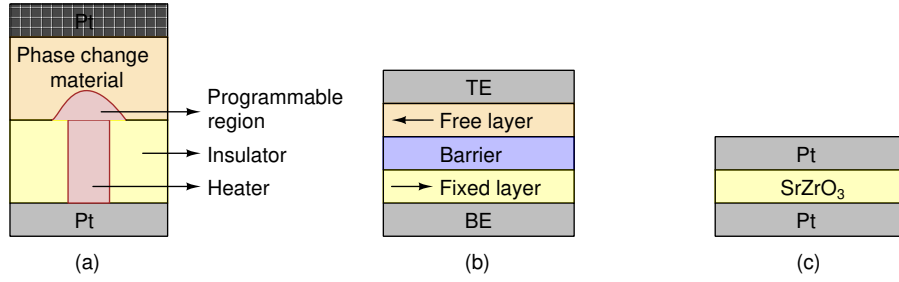 Pt
Phase change
material
Programmable
region
Insulator
Heater
Pt
(a)
TE
Free layer
Barrier
Fixed layer
BE
(b)
Pt
SrZrO₃
Pt
(c)